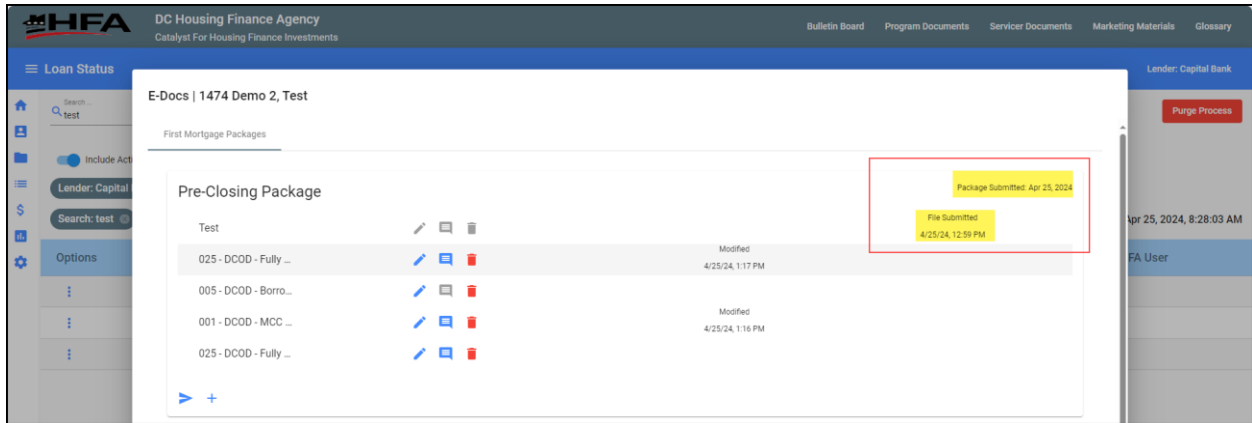 HFA
DC Housing Finance Agency
Catalyst For Housing Finance Investments
Bulletin Board Program Documents Servicer Documents Marketing Materials Glossary
Loan Status
Lender: Capital Bank
Search ...
test
Purge Process
Include Acti
Lender: Capital
Search: test
Apr 25, 2024, 8:28:03 AM
Options
FA User
E-Docs | 1474 Demo 2, Test
First Mortgage Packages
Pre-Closing Package
Package Submitted: Apr 25, 2024
Test
File Submitted
4/25/24, 12:59 PM
025 - DCOD - Fully ...
Modified
4/25/24, 1:17 PM
005 - DCOD - Borro...
001 - DCOD - MCC ...
Modified
4/25/24, 1:16 PM
025 - DCOD - Fully ...